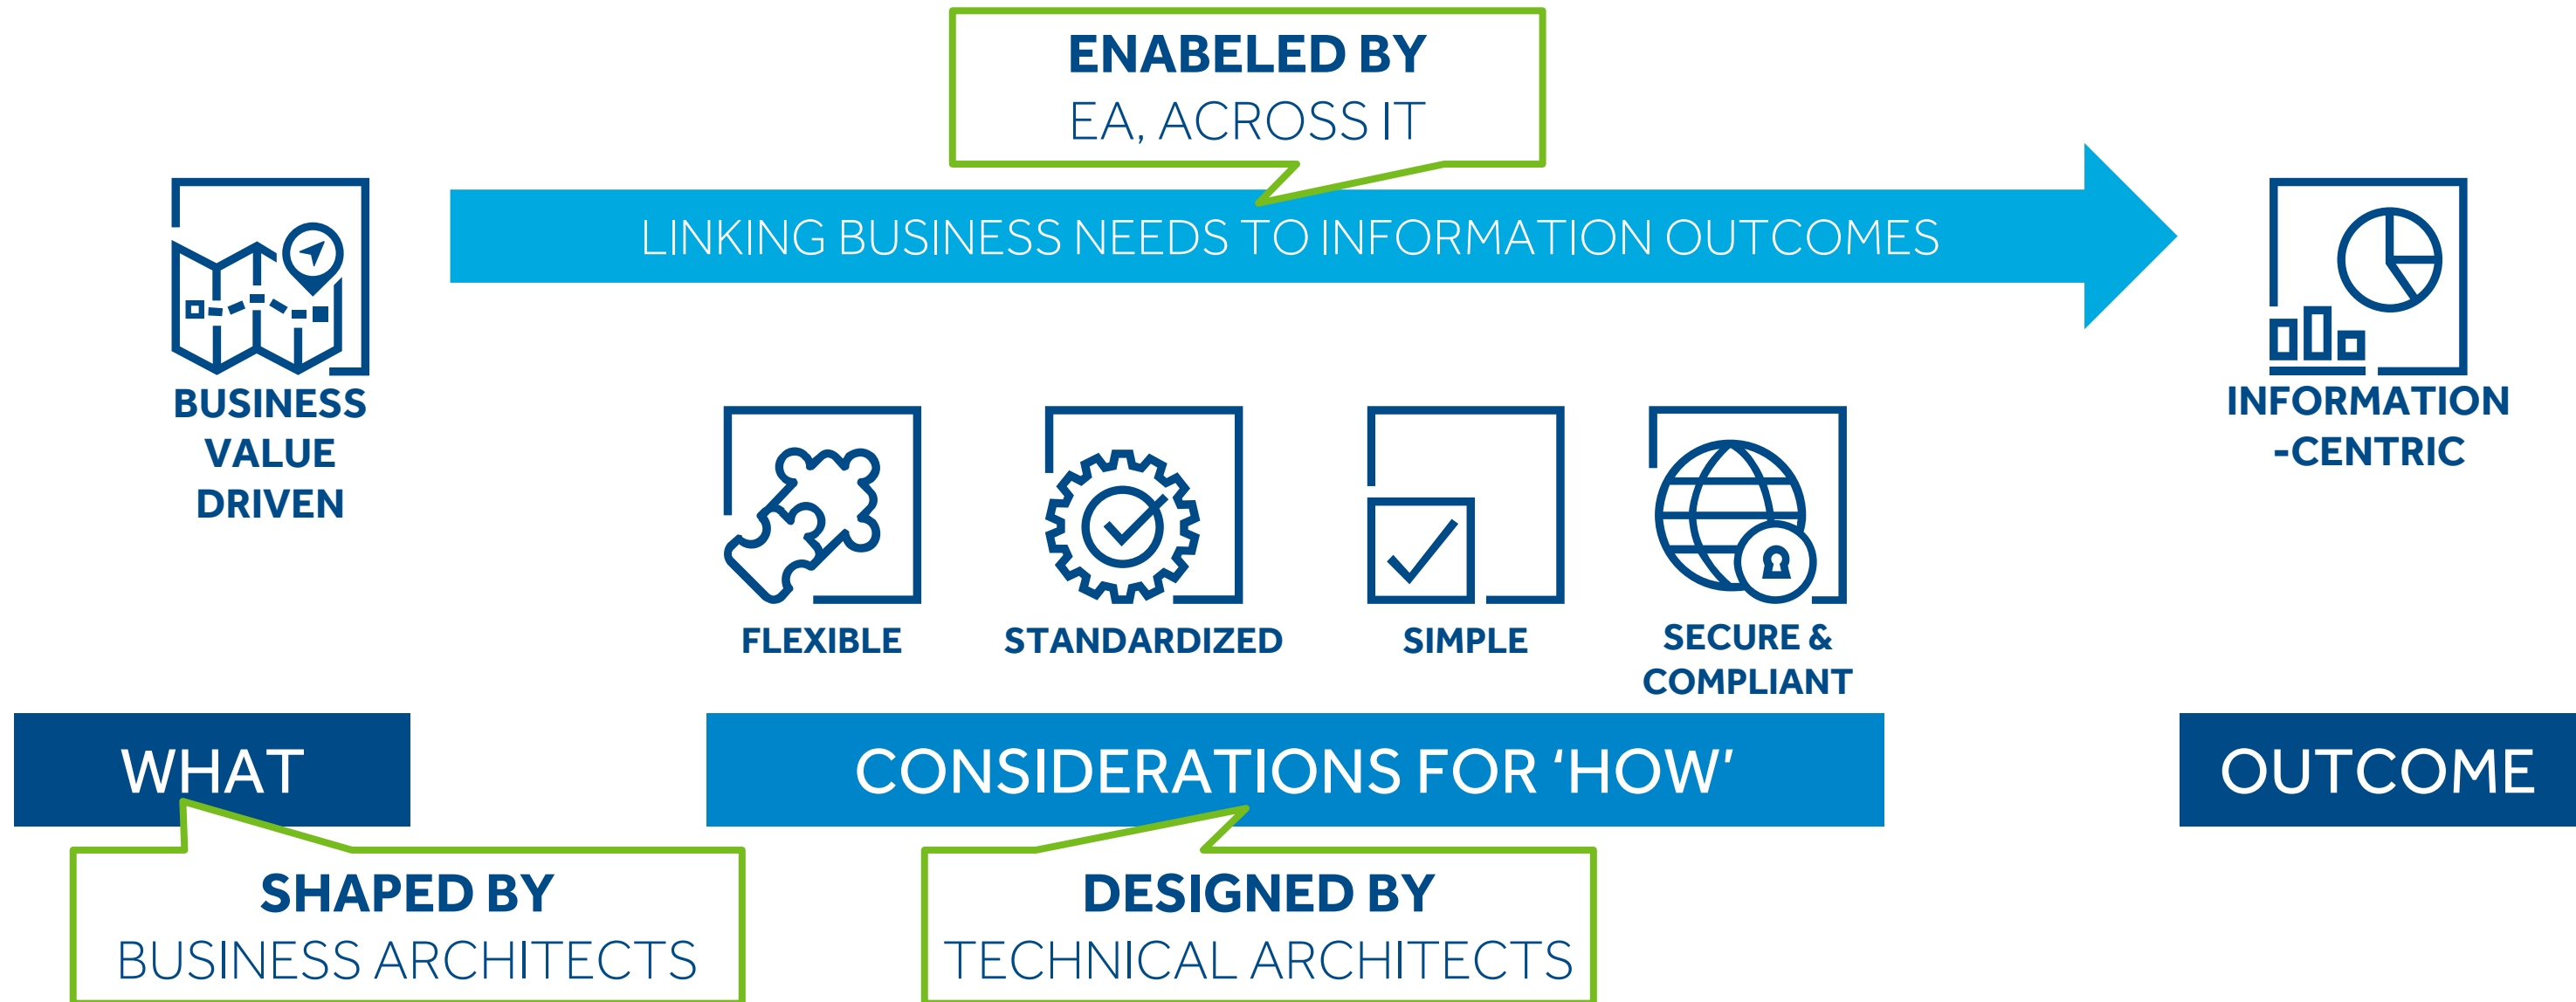 ENABELED BY
EA, ACROSS IT
LINKING BUSINESS NEEDS TO INFORMATION OUTCOMES
BUSINESS
VALUE
DRIVEN
FLEXIBLE
STANDARDIZED
SIMPLE
SECURE &
COMPLIANT
INFORMATION
-CENTRIC
WHAT
CONSIDERATIONS FOR ‘HOW’
OUTCOME
SHAPED BY
BUSINESS ARCHITECTS
DESIGNED BY
TECHNICAL ARCHITECTS